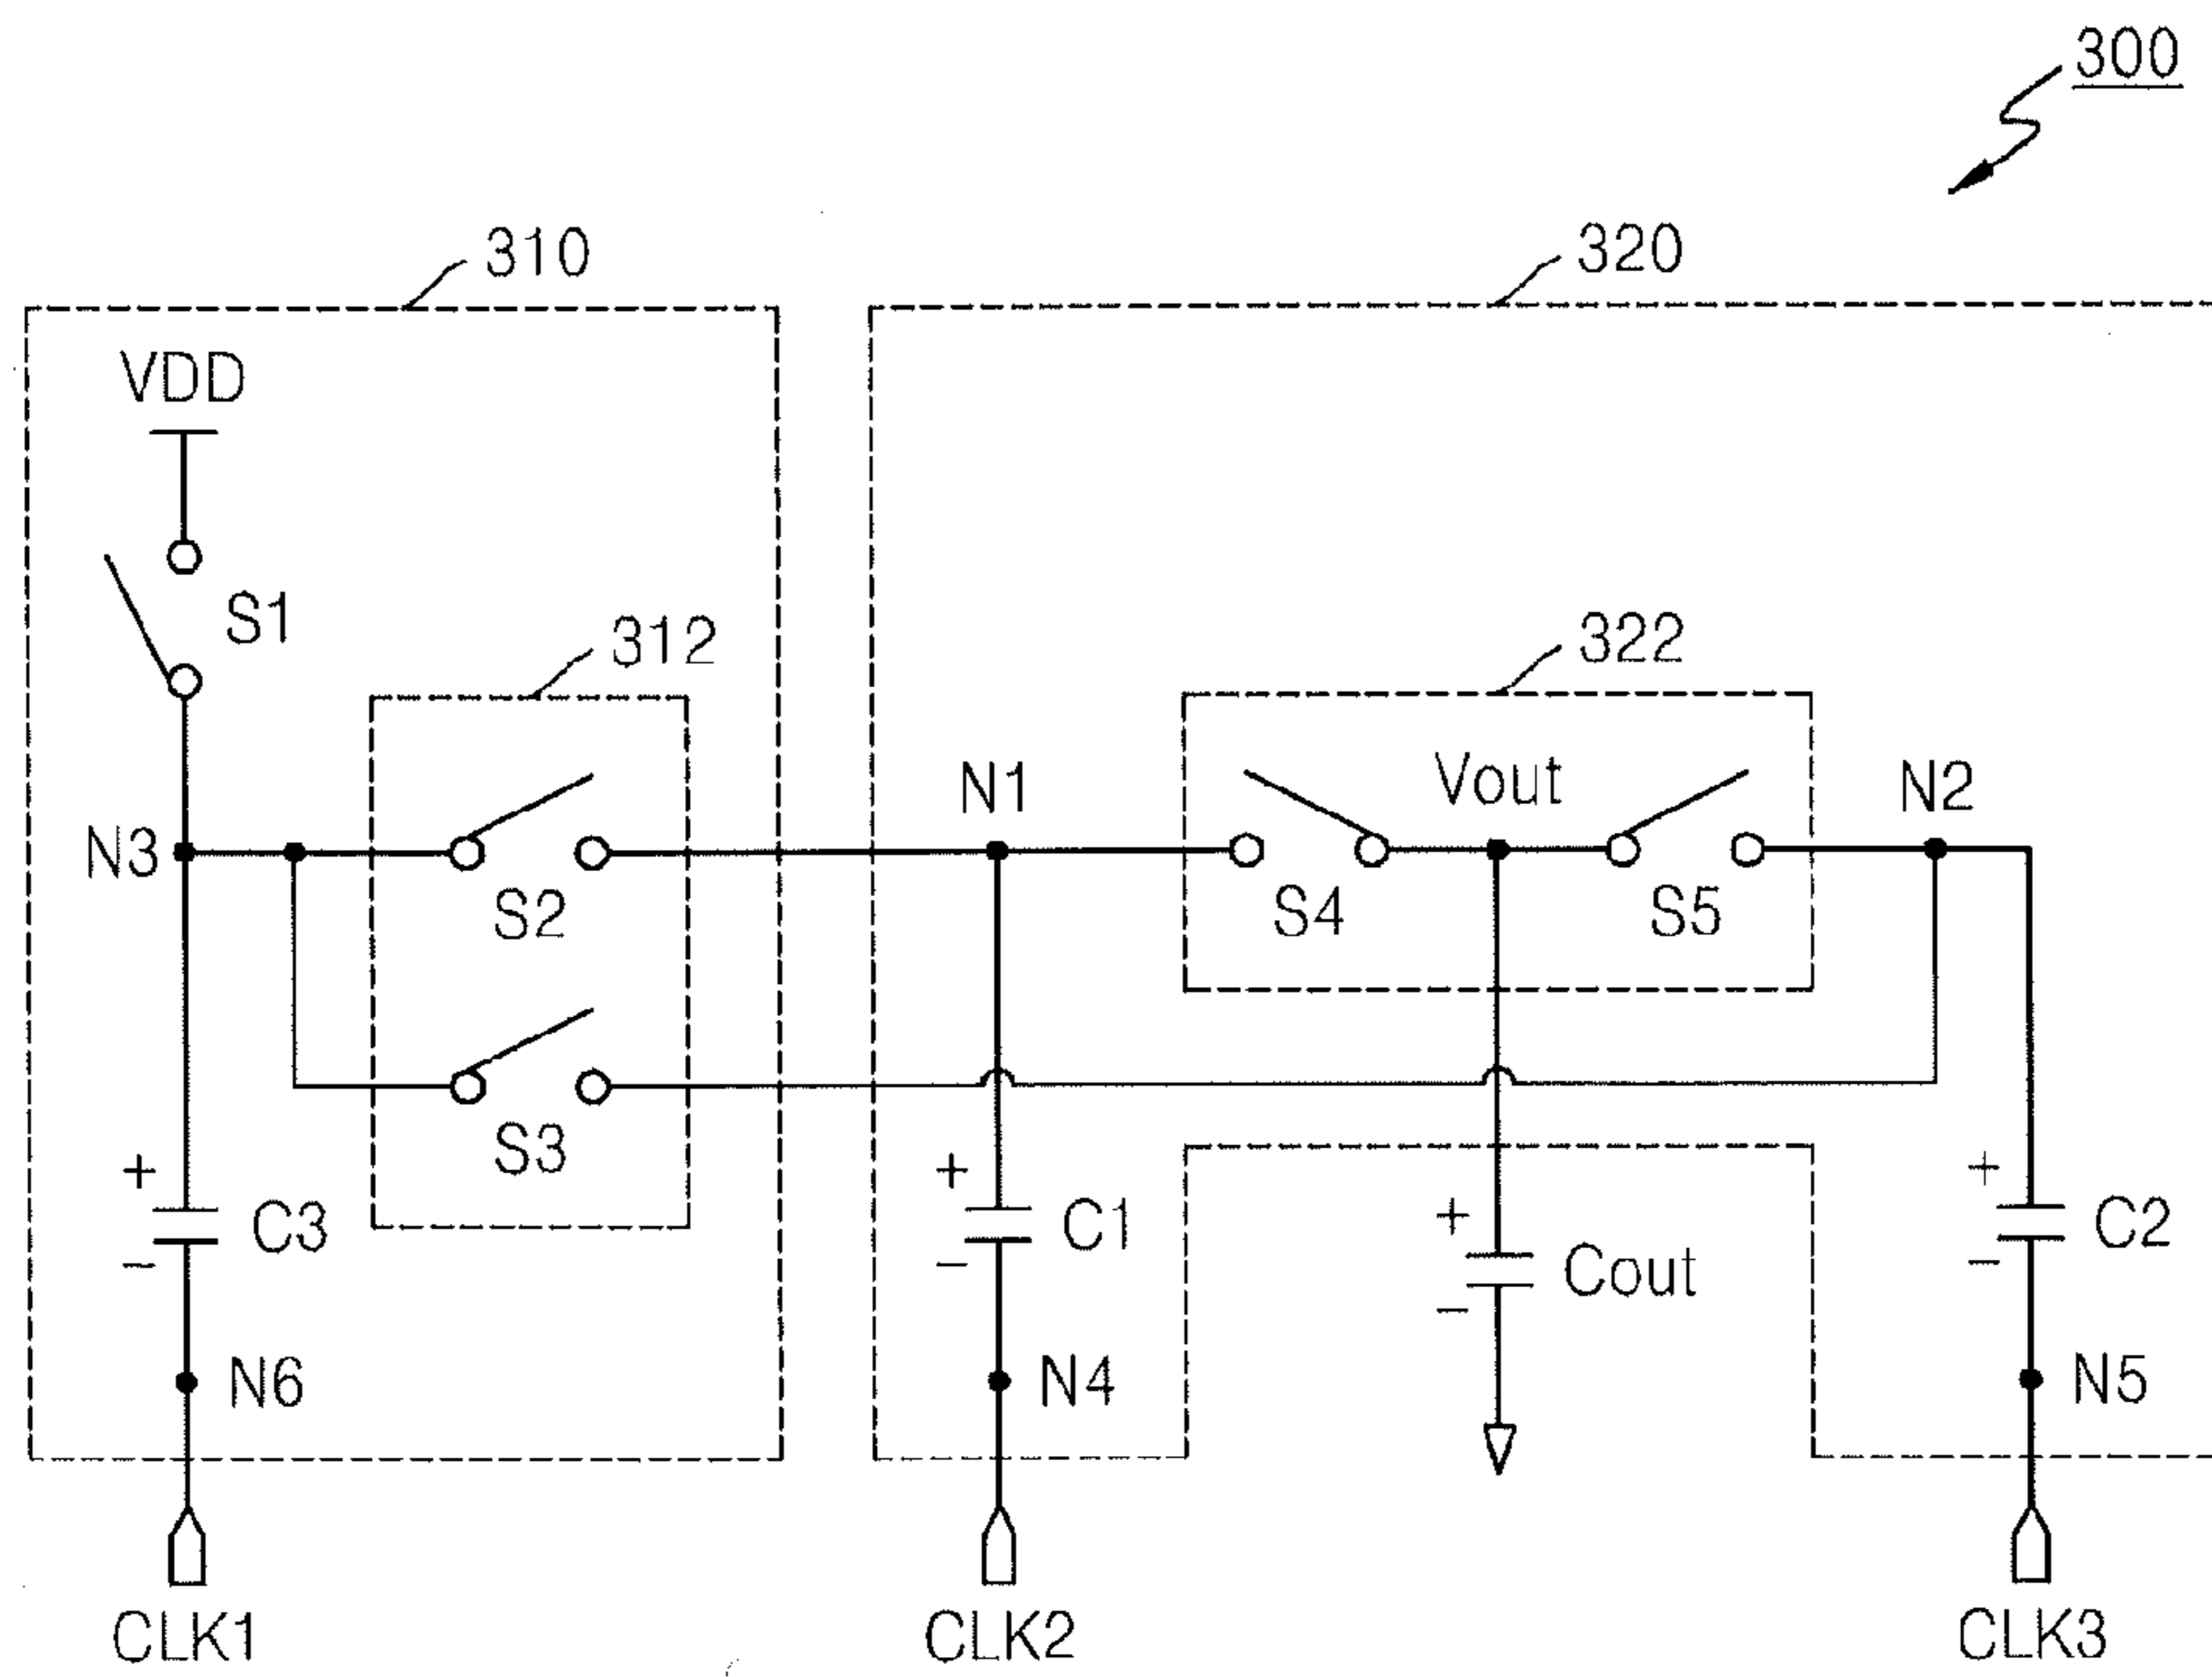 300
310
320
VDD
S1
312
322
N1
Vout
N2
N3
S2
S4
S5
S3
+
+
+
+
C3
C1
Cout
C2
−
−
−
−
N6
N4
N5
CLK1
CLK2
CLK3